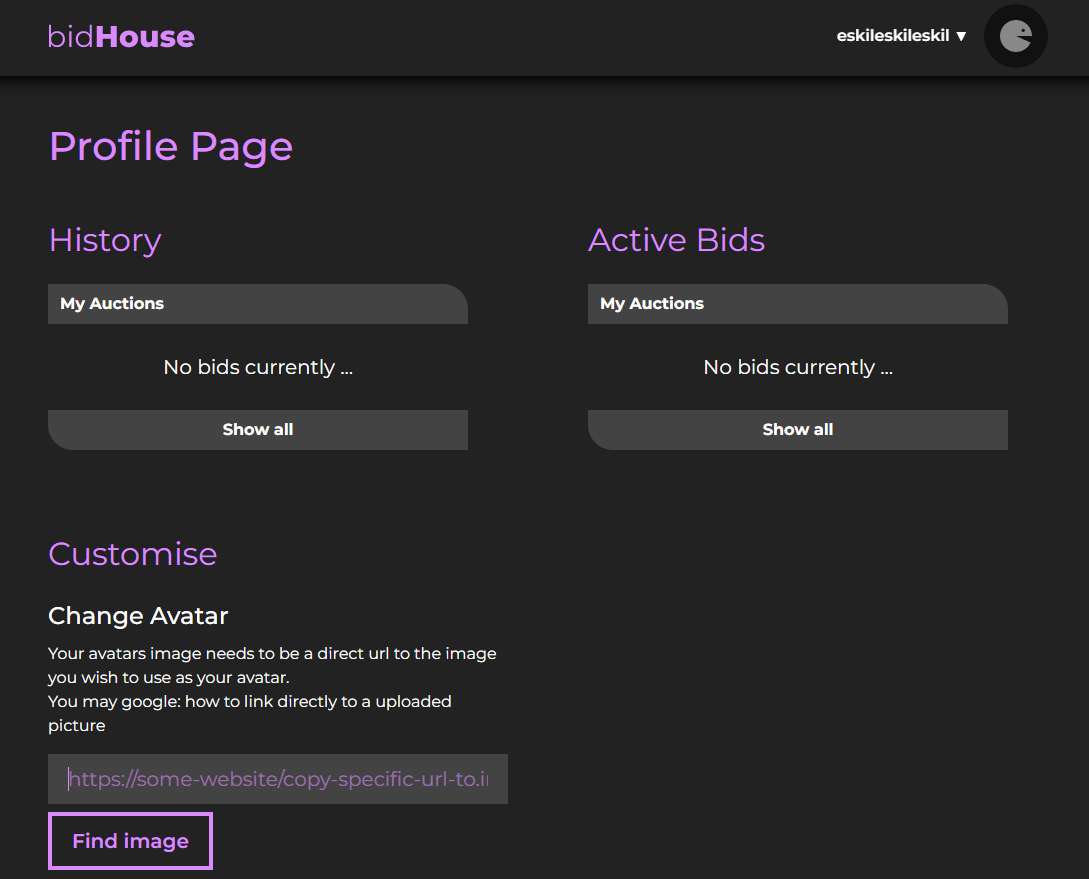 bidHouse
eskileskileskil ▼
Profile Page
History
My Auctions
No bids currently ...
Show all
Active Bids
My Auctions
No bids currently ...
Show all
Customise
Change Avatar
Your avatars image needs to be a direct url to the image
you wish to use as your avatar.
You may google: how to link directly to a uploaded
picture
https://some-website/copy-specific-url-to.i
Find image